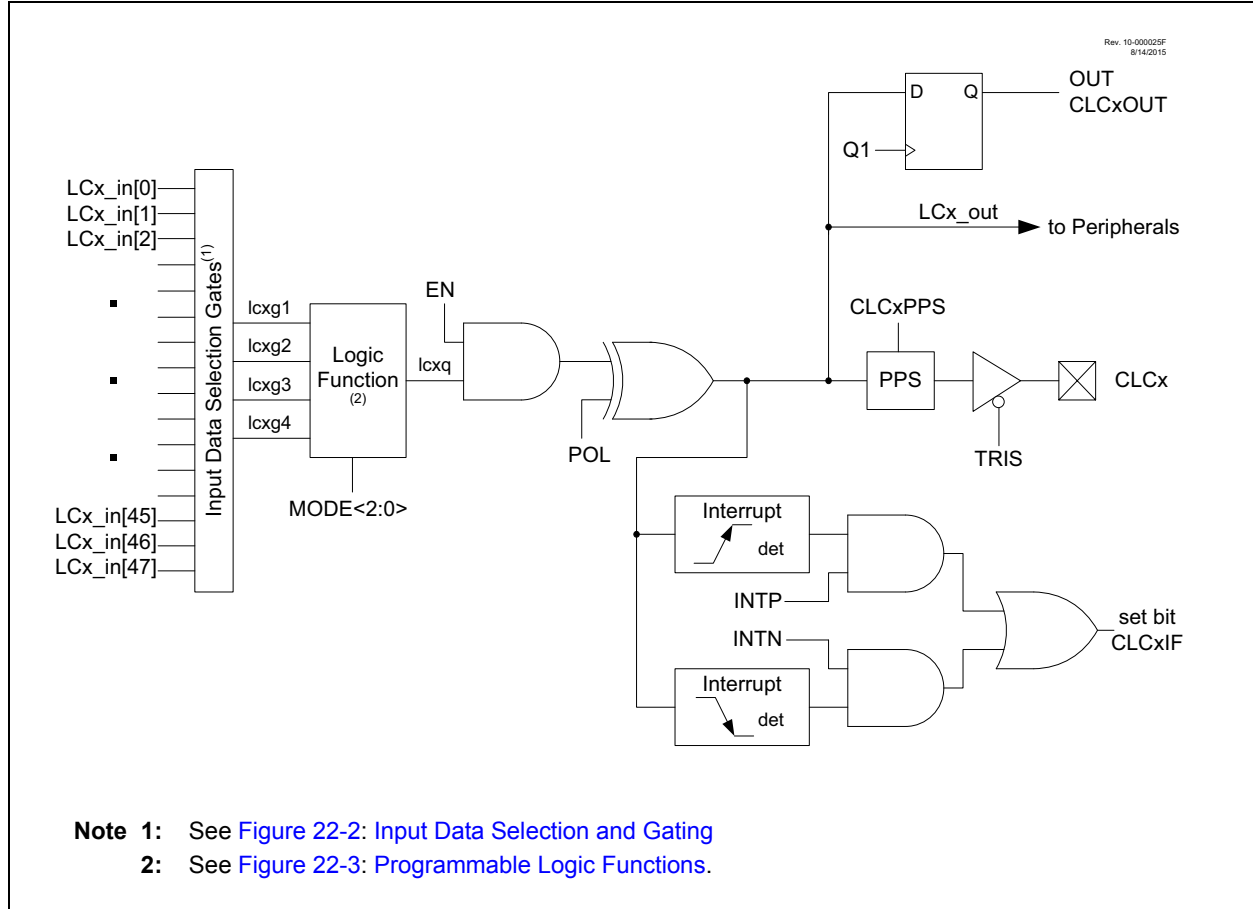 Rev. 10-000025F
8/14/2015
OUT
CLCxOUT
D
Q
Q1
LCx_out
to Peripherals
LCx_in[0]
LCx_in[1]
LCx_in[2]
LCx_in[45]
LCx_in[46]
LCx_in[47]
Input Data Selection Gates(1)
lcxg1
lcxg2
lcxg3
lcxg4
Logic
Function
(2)
MODE<2:0>
EN
lcxq
POL
CLCxPPS
PPS
TRIS
CLCx
Interrupt
det
INTP
INTN
Interrupt
det
set bit
CLCxIF
Note 1: See Figure 22-2: Input Data Selection and Gating
2: See Figure 22-3: Programmable Logic Functions.